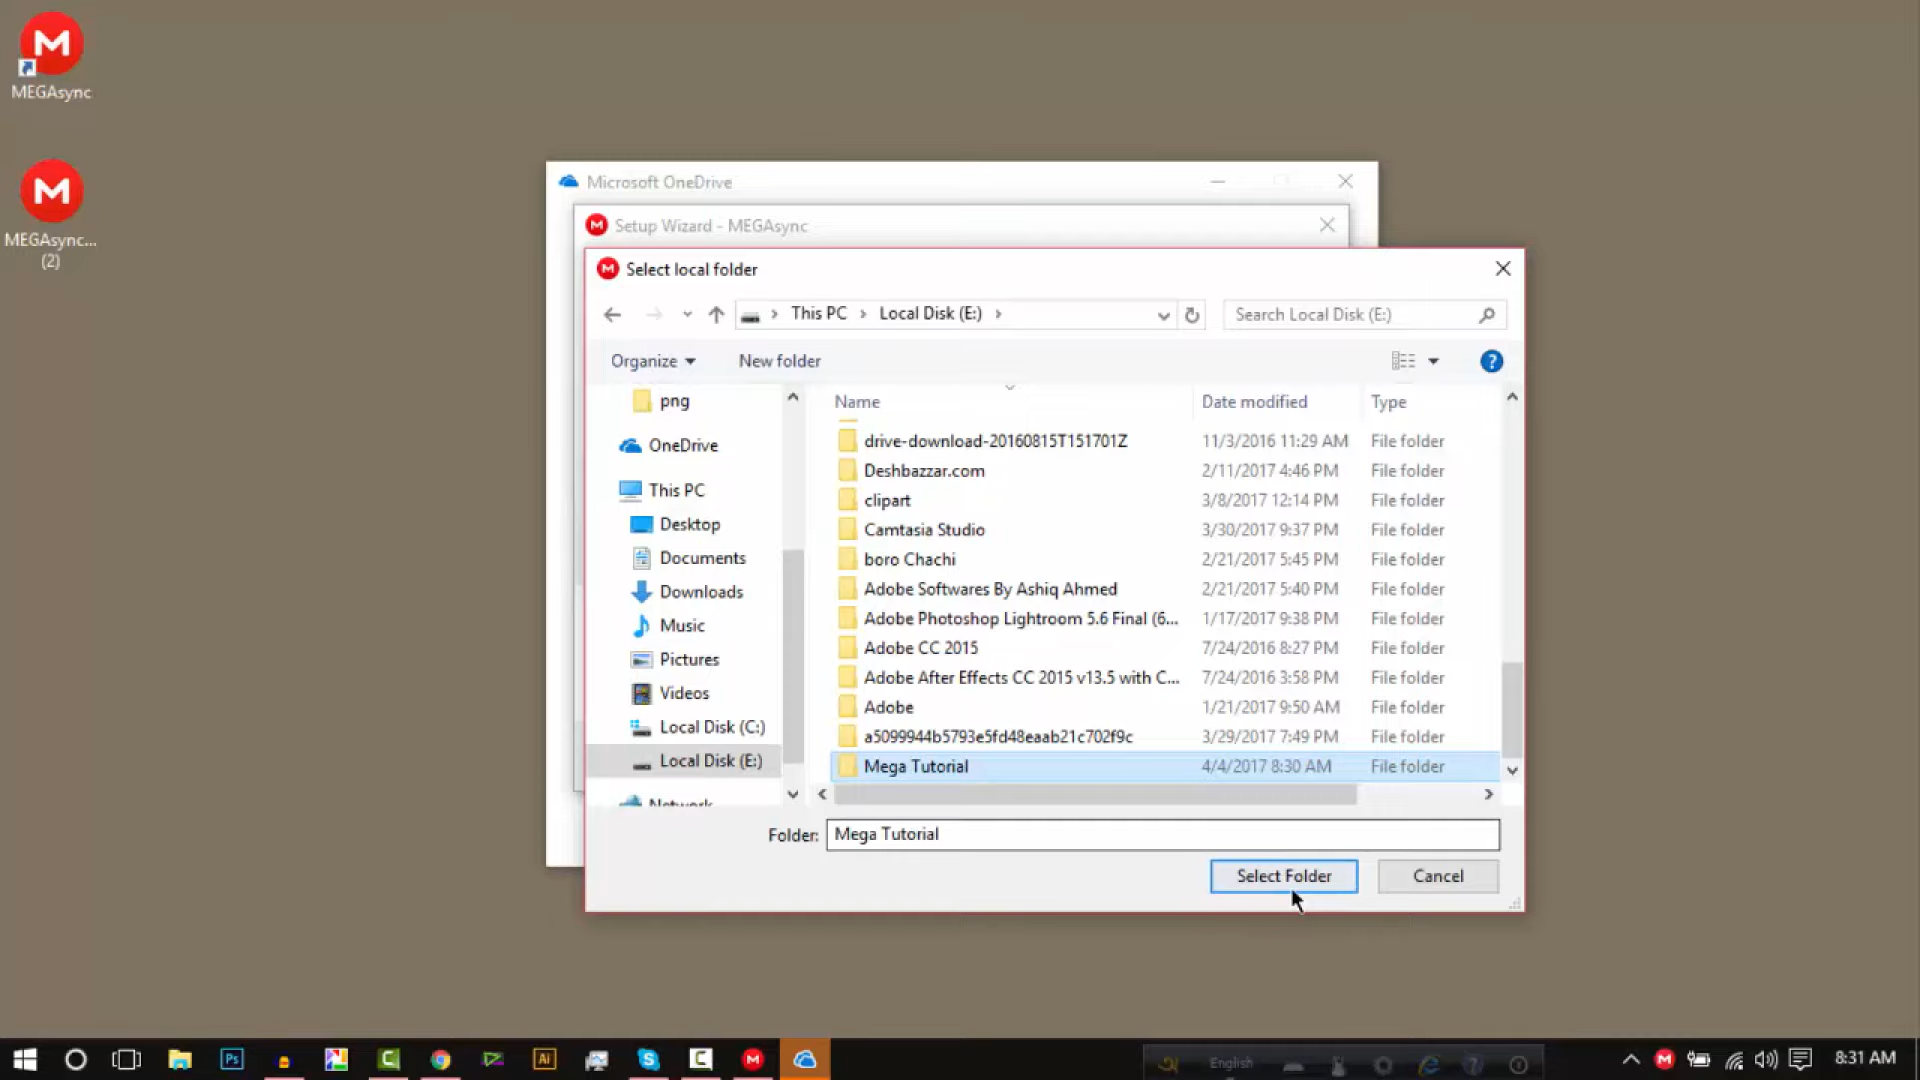 MEGAsync
MEGAsync...
(2)
Microsoft OneDrive
Setup Wizard - MEGAsync
Select local folder
This PC
Local Disk (E:)
Search Local Disk (E:)
Organize
New folder
png
OneDrive
This PC
Desktop
Documents
Downloads
Music
Pictures
Videos
Local Disk (C:)
Local Disk (E:)
Network
Name Date modified Type
drive-download-20160815T151701Z 11/3/2016 11:29 AM File folder
Deshbazzar.com 2/11/2017 4:46 PM File folder
clipart 3/8/2017 12:14 PM File folder
Camtasia Studio 3/30/2017 9:37 PM File folder
boro Chachi 2/21/2017 5:45 PM File folder
Adobe Softwares By Ashiq Ahmed 2/21/2017 5:40 PM File folder
Adobe Photoshop Lightroom 5.6 Final (6... 1/17/2017 9:38 PM File folder
Adobe CC 2015 7/24/2016 8:27 PM File folder
Adobe After Effects CC 2015 v13.5 with C... 7/24/2016 3:58 PM File folder
Adobe 1/21/2017 9:50 AM File folder
a5099944b5793e5fd48eaab21c702f9c 3/29/2017 7:49 PM File folder
Mega Tutorial 4/4/2017 8:30 AM File folder
Folder: Mega Tutorial
Select Folder
Cancel
Ps
Ai
English
8:31 AM